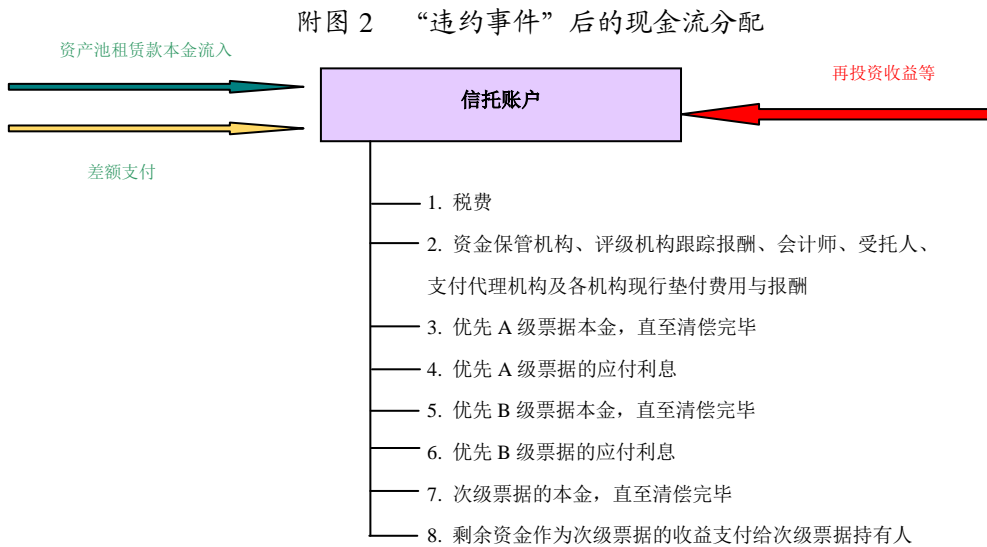 附图 2 “违约事件”后的现金流分配
资产池租赁款本金流入
再投资收益等
信托账户
差额支付
1. 税费
2. 资金保管机构、评级机构跟踪报酬、会计师、受托人、
支付代理机构及各机构现行垫付费用与报酬
3. 优先 A 级票据本金，直至清偿完毕
4. 优先 A 级票据的应付利息
5. 优先 B 级票据本金，直至清偿完毕
6. 优先 B 级票据的应付利息
7. 次级票据的本金，直至清偿完毕
8. 剩余资金作为次级票据的收益支付给次级票据持有人